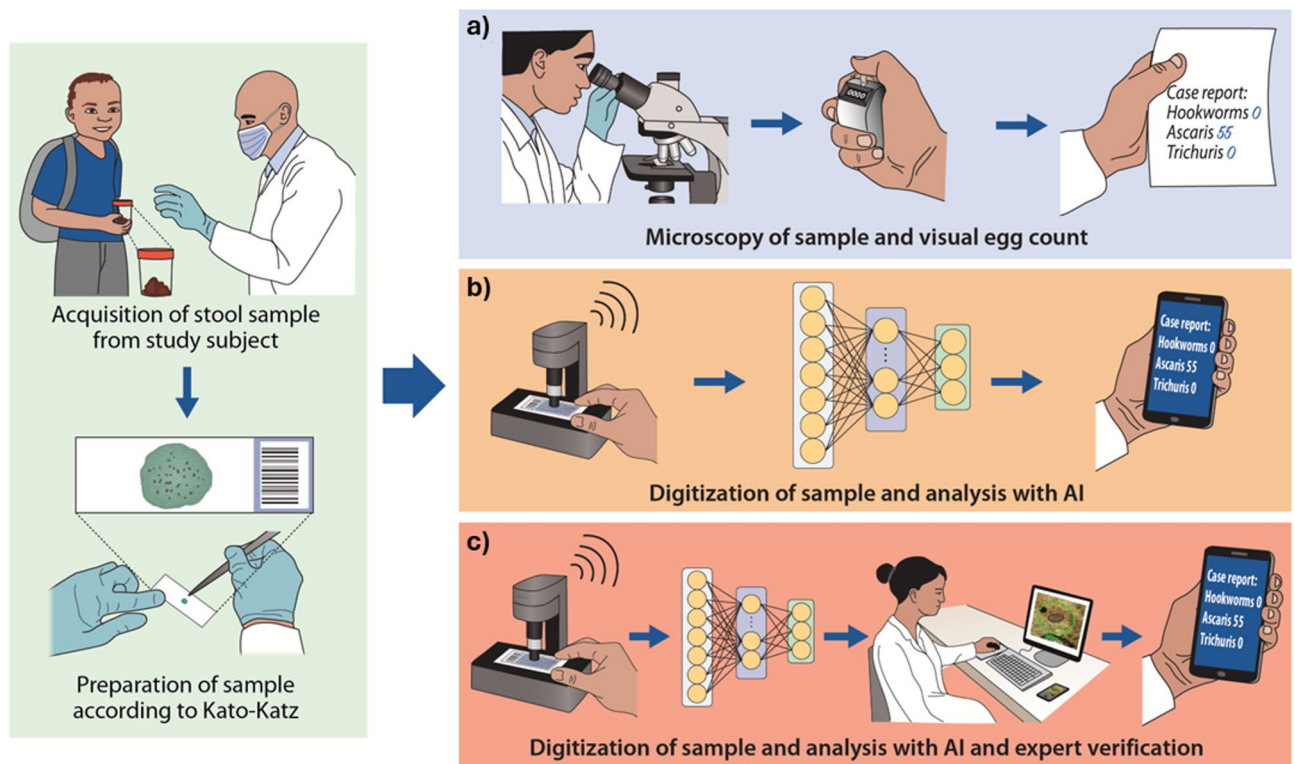 Acquisition of stool sample
from study subject
Preparation of sample
according to Kato-Katz
a)
0000
Case report:
Hookworms 0
Ascaris 55
Trichuris 0
Microscopy of sample and visual egg count
b)
Case report:
Hookworms 0
Ascaris 55
Trichuris 0
Digitization of sample and analysis with AI
c)
Case report:
Hookworms 0
Ascaris 55
Trichuris 0
Digitization of sample and analysis with AI and expert verification